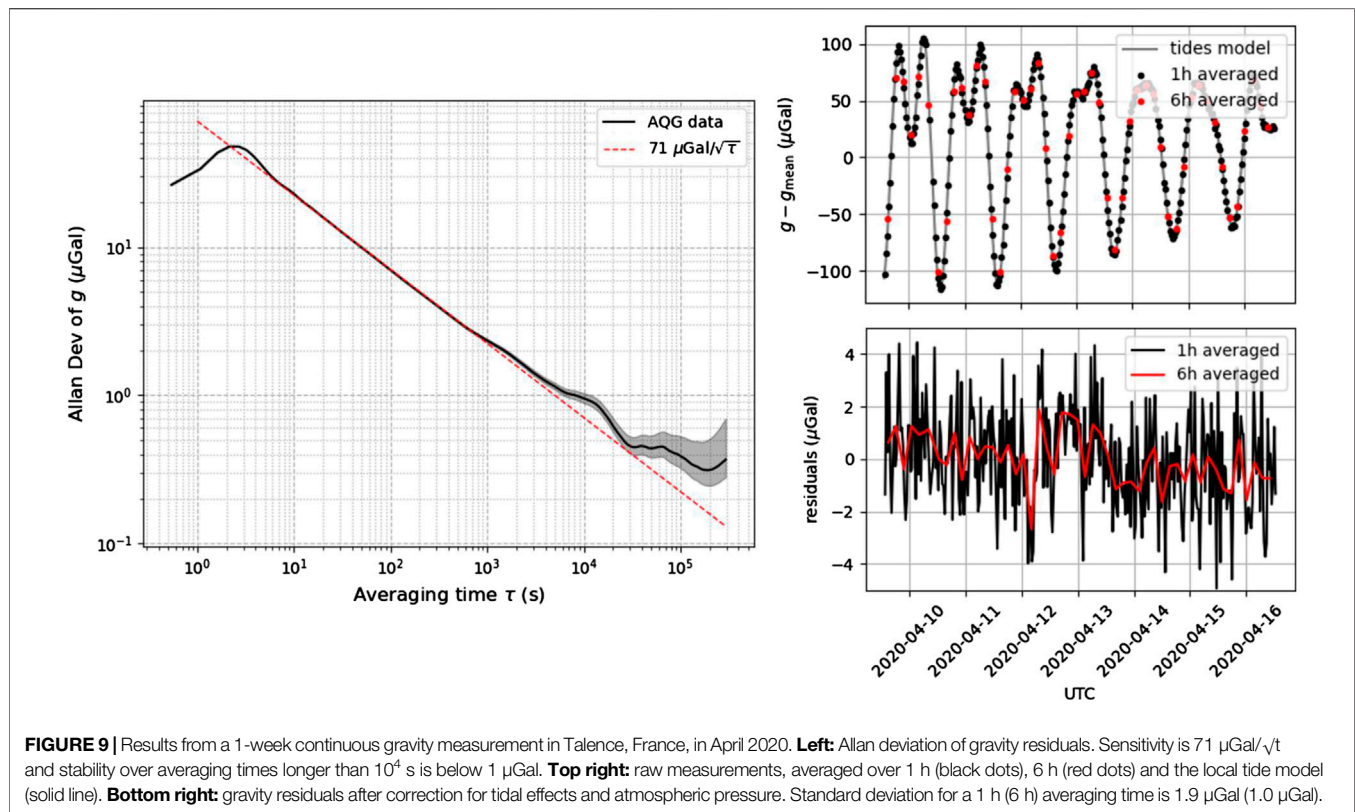 Allan Dev of g (μGal)
10¹
10⁰
10⁻¹
AQG data
71 μGal/√τ
10⁰ 10¹ 10² 10³ 10⁴ 10⁵
Averaging time τ (s)
g − gmean (μGal)
100
50
0
−50
−100
tides model
1h averaged
6h averaged
residuals (μGal)
4
2
0
−2
−4
1h averaged
6h averaged
2020-04-10
2020-04-11
2020-04-12
2020-04-13
2020-04-14
2020-04-15
2020-04-16
UTC
FIGURE 9 | Results from a 1-week continuous gravity measurement in Talence, France, in April 2020. Left: Allan deviation of gravity residuals. Sensitivity is 71 μGal/√t
and stability over averaging times longer than 10⁴ s is below 1 μGal. Top right: raw measurements, averaged over 1 h (black dots), 6 h (red dots) and the local tide model
(solid line). Bottom right: gravity residuals after correction for tidal effects and atmospheric pressure. Standard deviation for a 1 h (6 h) averaging time is 1.9 μGal (1.0 μGal).